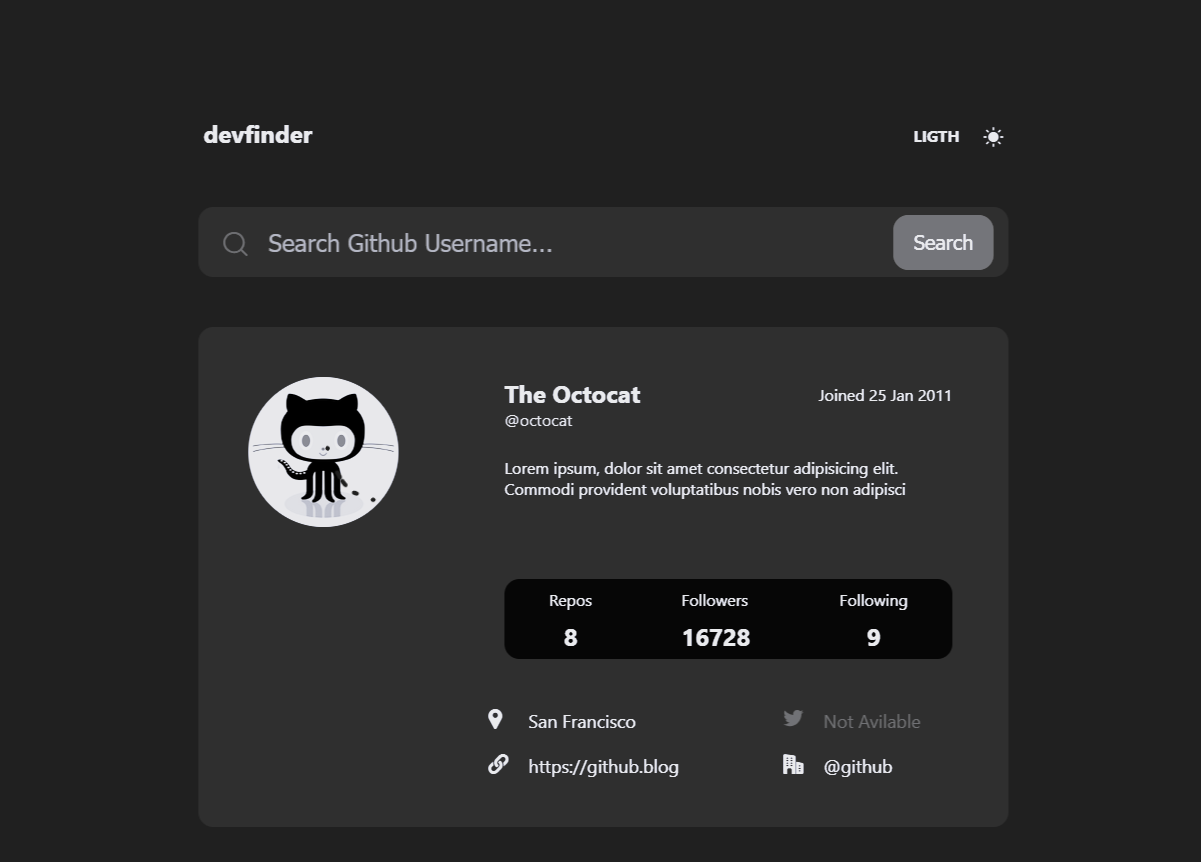 devfinder
LIGTH
Search Github Username...
Search
The Octocat
Joined 25 Jan 2011
@octocat
Lorem ipsum, dolor sit amet consectetur adipisicing elit.
Commodi provident voluptatibus nobis vero non adipisci
Repos
Followers
Following
8
16728
9
San Francisco
Not Avilable
https://github.blog
@github